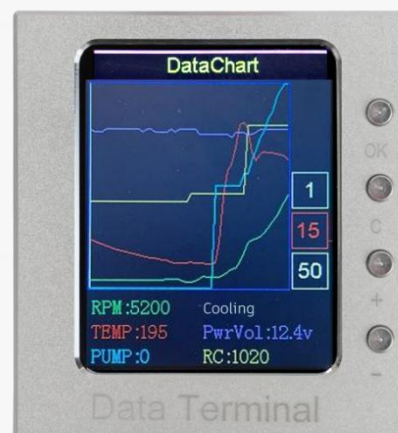 DataChart
OK
1
C
15
+
50
RPM:5200 Cooling
TEMP:195 PwrVol:12.4v
PUMP:0 RC:1020
-
Data Terminal